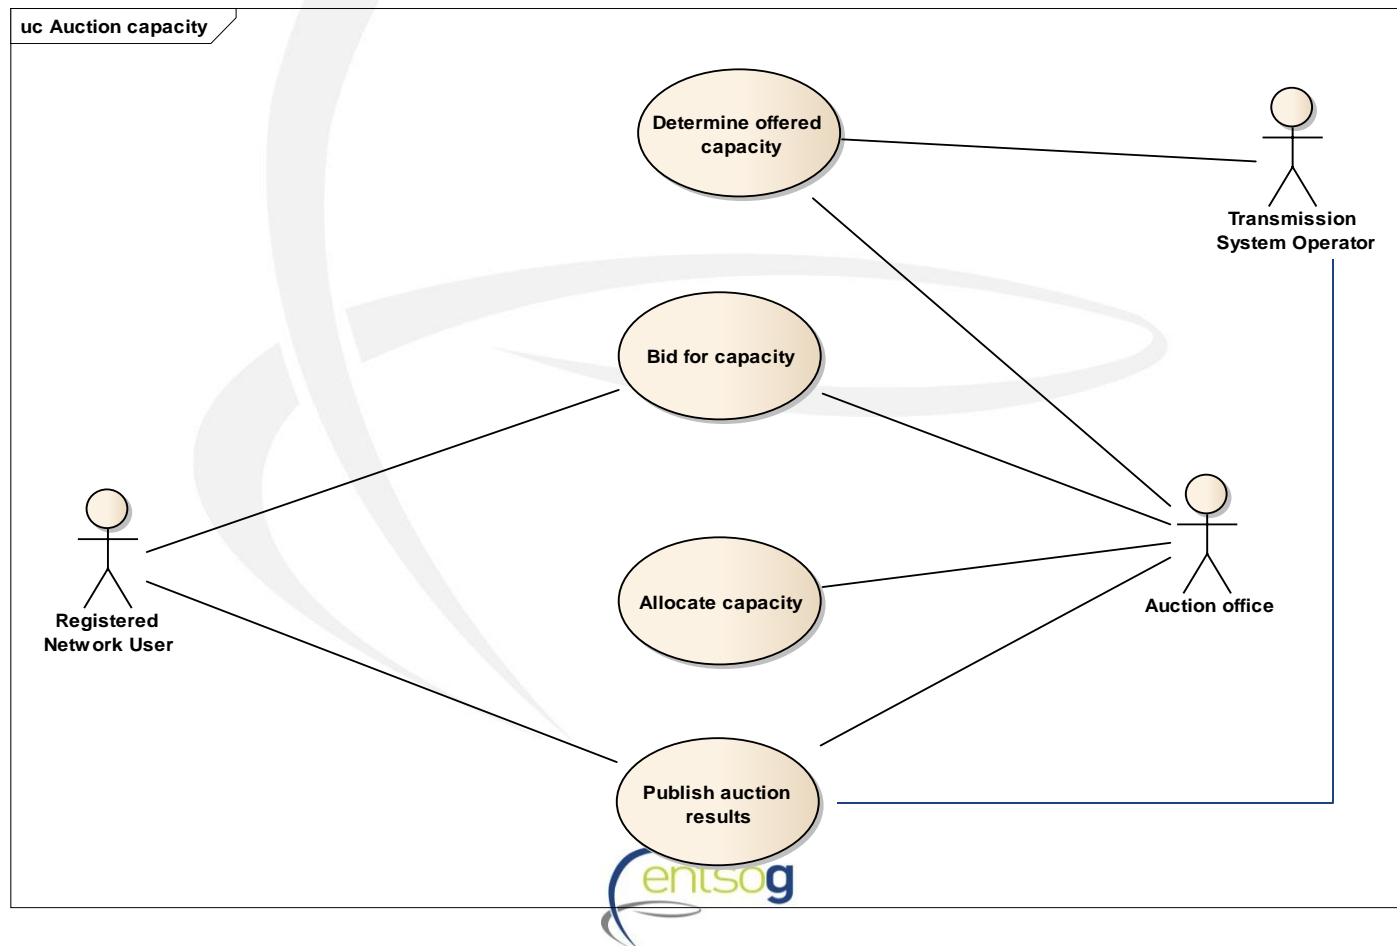 uc Auction capacity
Determine offered
capacity
Transmission
System Operator
Bid for capacity
Registered
Network User
Allocate capacity
Auction office
Publish auction
results
entsog